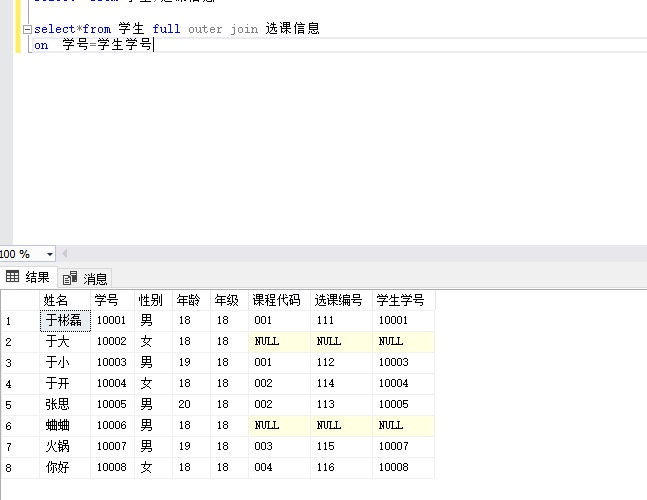 select*from 学生 full outer join 选课信息
on 学号=学生学号
100 %
结果 消息
姓名 学号 性别 年龄 年级 课程代码 选课编号 学生学号
1 于彬磊 10001 男 18 18 001 111 10001
2 于大 10002 女 18 18 NULL NULL NULL
3 于小 10003 男 19 18 001 112 10003
4 于开 10004 女 18 18 002 114 10004
5 张思 10005 男 20 18 002 113 10005
6 蛐蛐 10006 男 18 18 NULL NULL NULL
7 火锅 10007 男 19 18 003 115 10007
8 你好 10008 女 18 18 004 116 10008